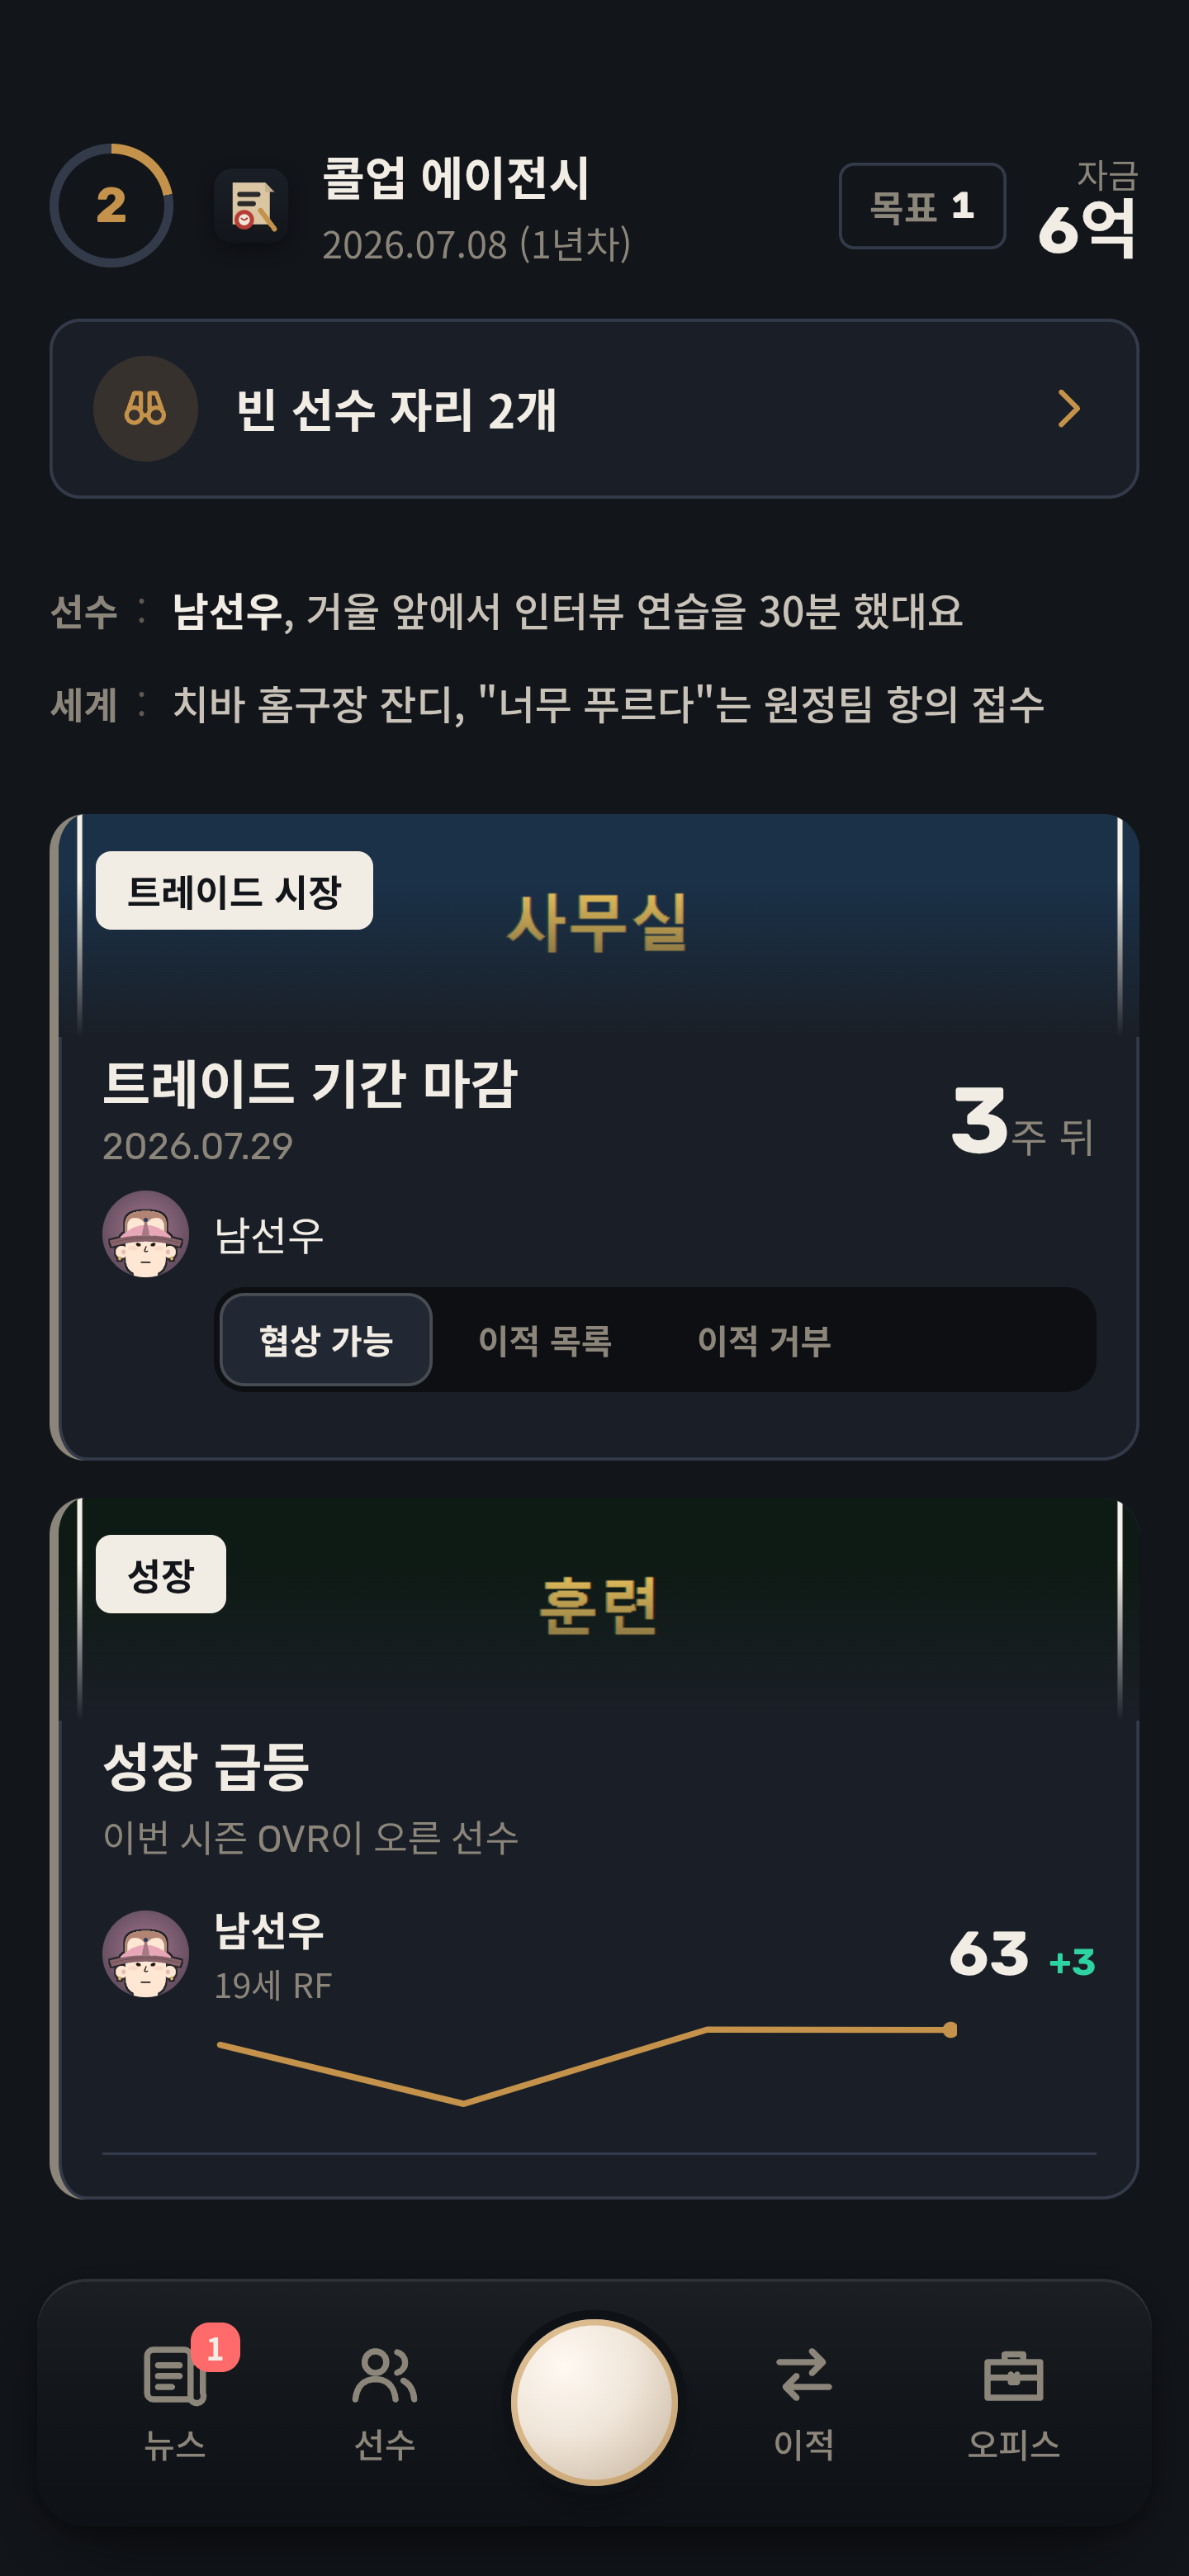 2
콜업 에이전시
2026.07.08 (1년차)
목표 1
자금
6억
빈 선수 자리 2개
선수 : 남선우, 거울 앞에서 인터뷰 연습을 30분 했대요
세계 : 치바 홈구장 잔디, "너무 푸르다"는 원정팀 항의 접수
트레이드 시장
사무실
트레이드 기간 마감
2026.07.29
3주 뒤
남선우
협상 가능 이적 목록 이적 거부
성장
훈련
성장 급등
이번 시즌 OVR이 오른 선수
남선우
19세 RF
63 +3
1
뉴스 선수 이적 오피스